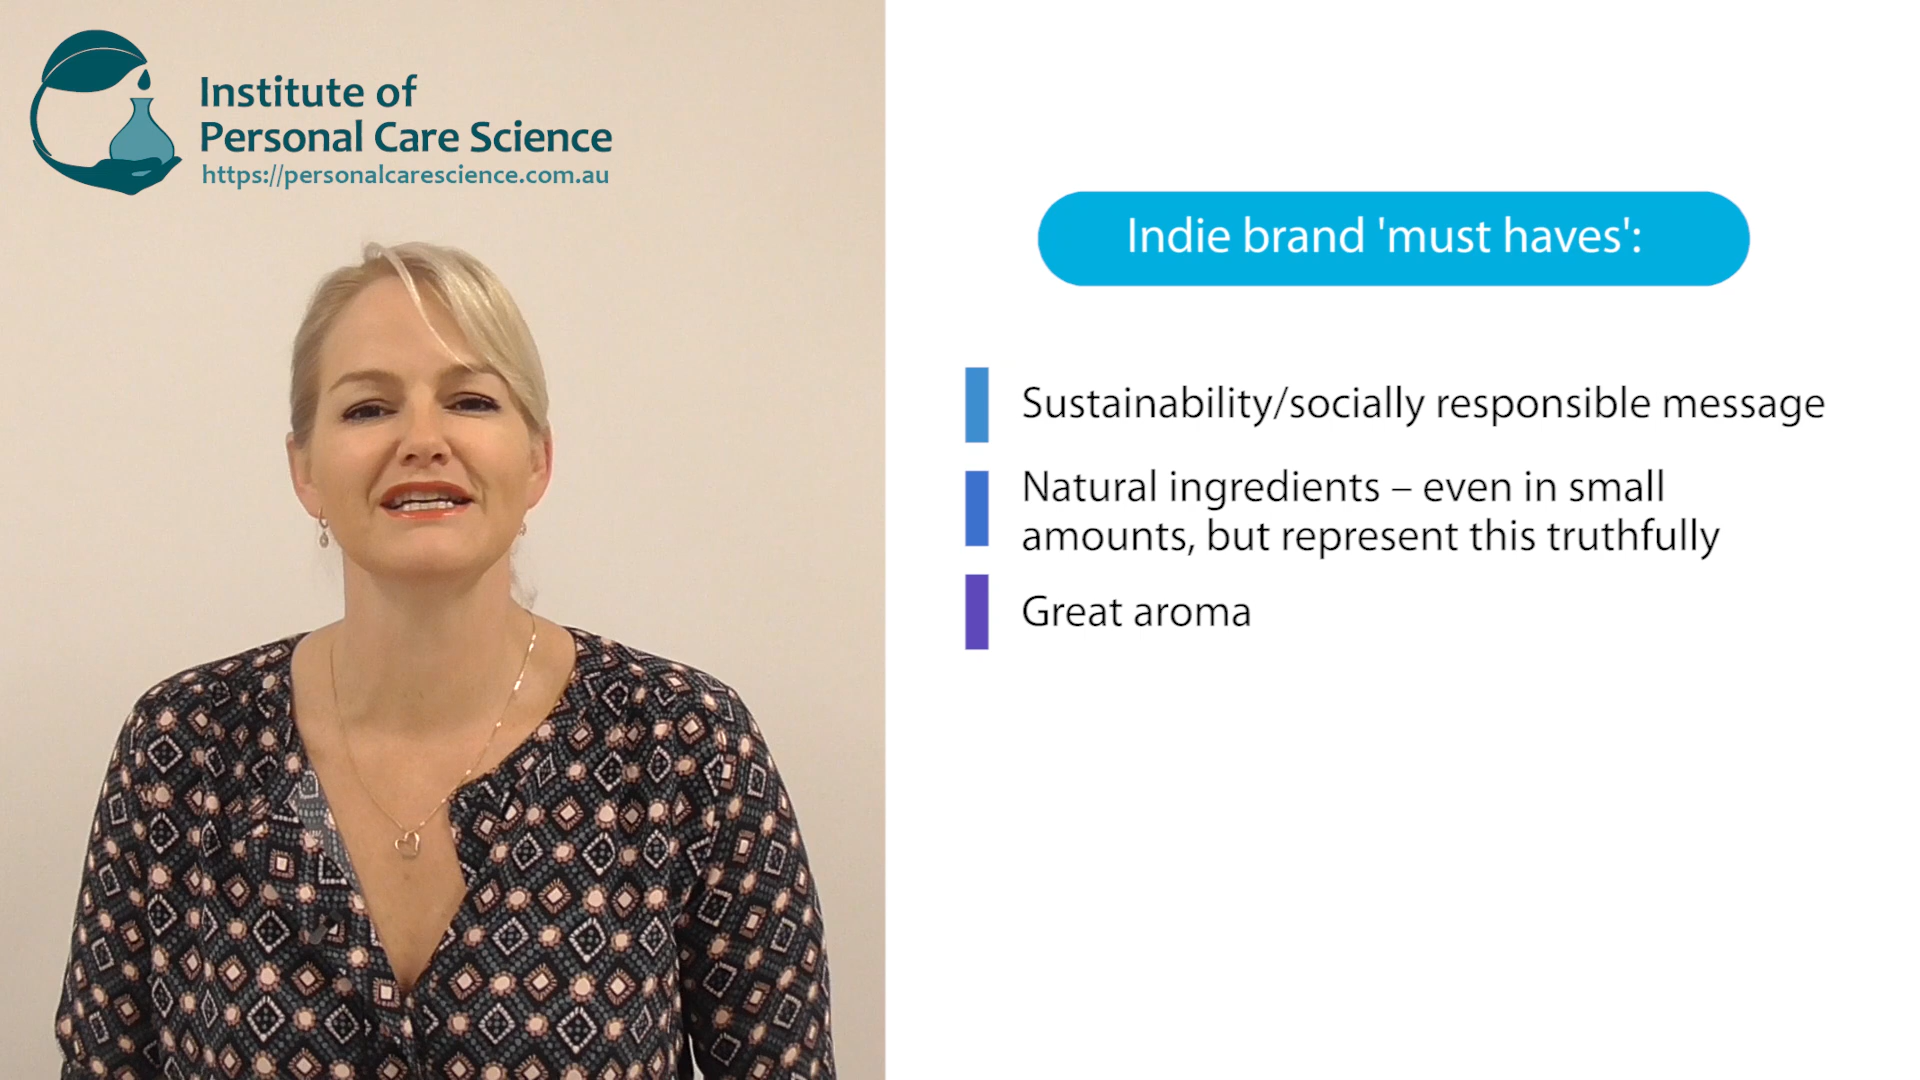 Institute of
Personal Care Science
https://personalcarescience.com.au
Indie brand 'must haves':
Sustainability/socially responsible message
Natural ingredients – even in small
amounts, but represent this truthfully
Great aroma